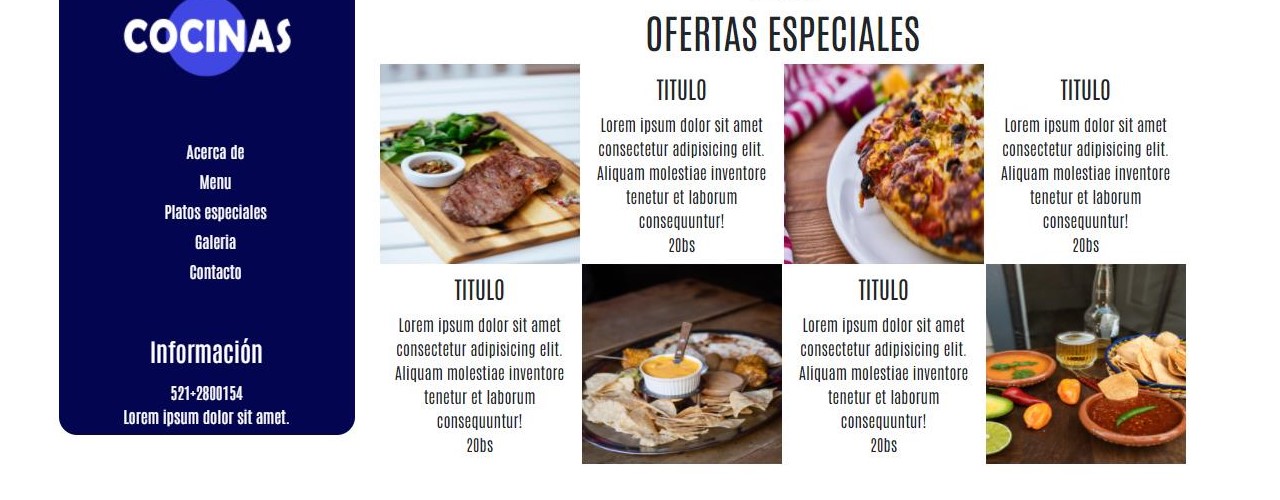 COCINAS
Acerca de
Menu
Platos especiales
Galeria
Contacto
Información
521+2800154
Lorem ipsum dolor sit amet.
OFERTAS ESPECIALES
TITULO
Lorem ipsum dolor sit amet
consectetur adipisicing elit.
Aliquam molestiae inventore
tenetur et laborum
consequuntur!
20bs
TITULO
Lorem ipsum dolor sit amet
consectetur adipisicing elit.
Aliquam molestiae inventore
tenetur et laborum
consequuntur!
20bs
TITULO
Lorem ipsum dolor sit amet
consectetur adipisicing elit.
Aliquam molestiae inventore
tenetur et laborum
consequuntur!
20bs
TITULO
Lorem ipsum dolor sit amet
consectetur adipisicing elit.
Aliquam molestiae inventore
tenetur et laborum
consequuntur!
20bs